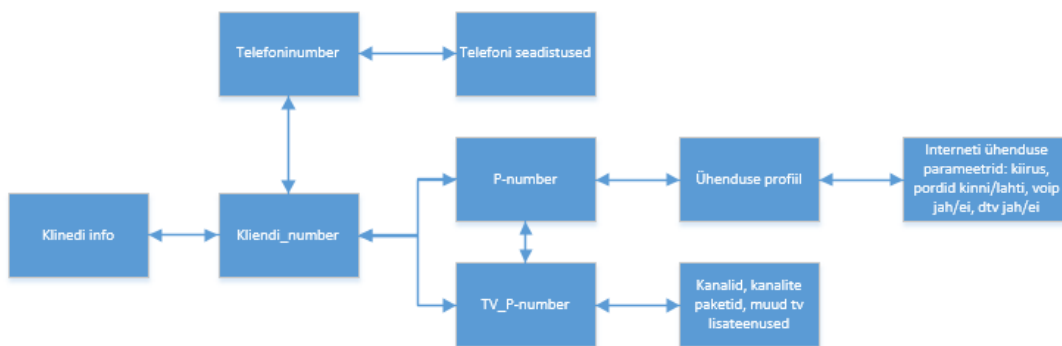 Telefoninumber
Telefoni seadistused
P-number
Ühenduse profiil
Interneti ühenduse
parameetrid: kiirus,
pordid kinni/lahti, voip
jah/ei, dtv jah/ei
Klinedi info
Kliendi_number
TV_P-number
Kanalid, kanalite
paketid, muud tv
lisateenused